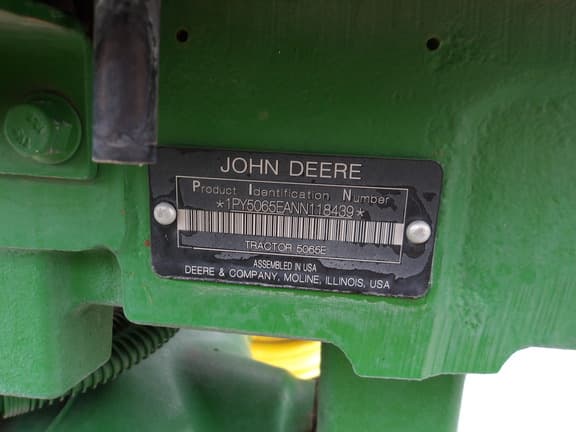 JOHN DEERE
Product Identification Number
*1PY5065EANN118439*
TRACTOR 5065E
ASSEMBLED IN USA
DEERE & COMPANY, MOLINE, ILLINOIS, USA